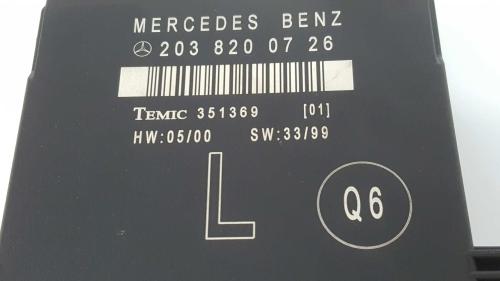 MERCEDES BENZ
203 820 07 26
TEMIC 351369 [01]
HW:05/00 SW:33/99
L
Q6